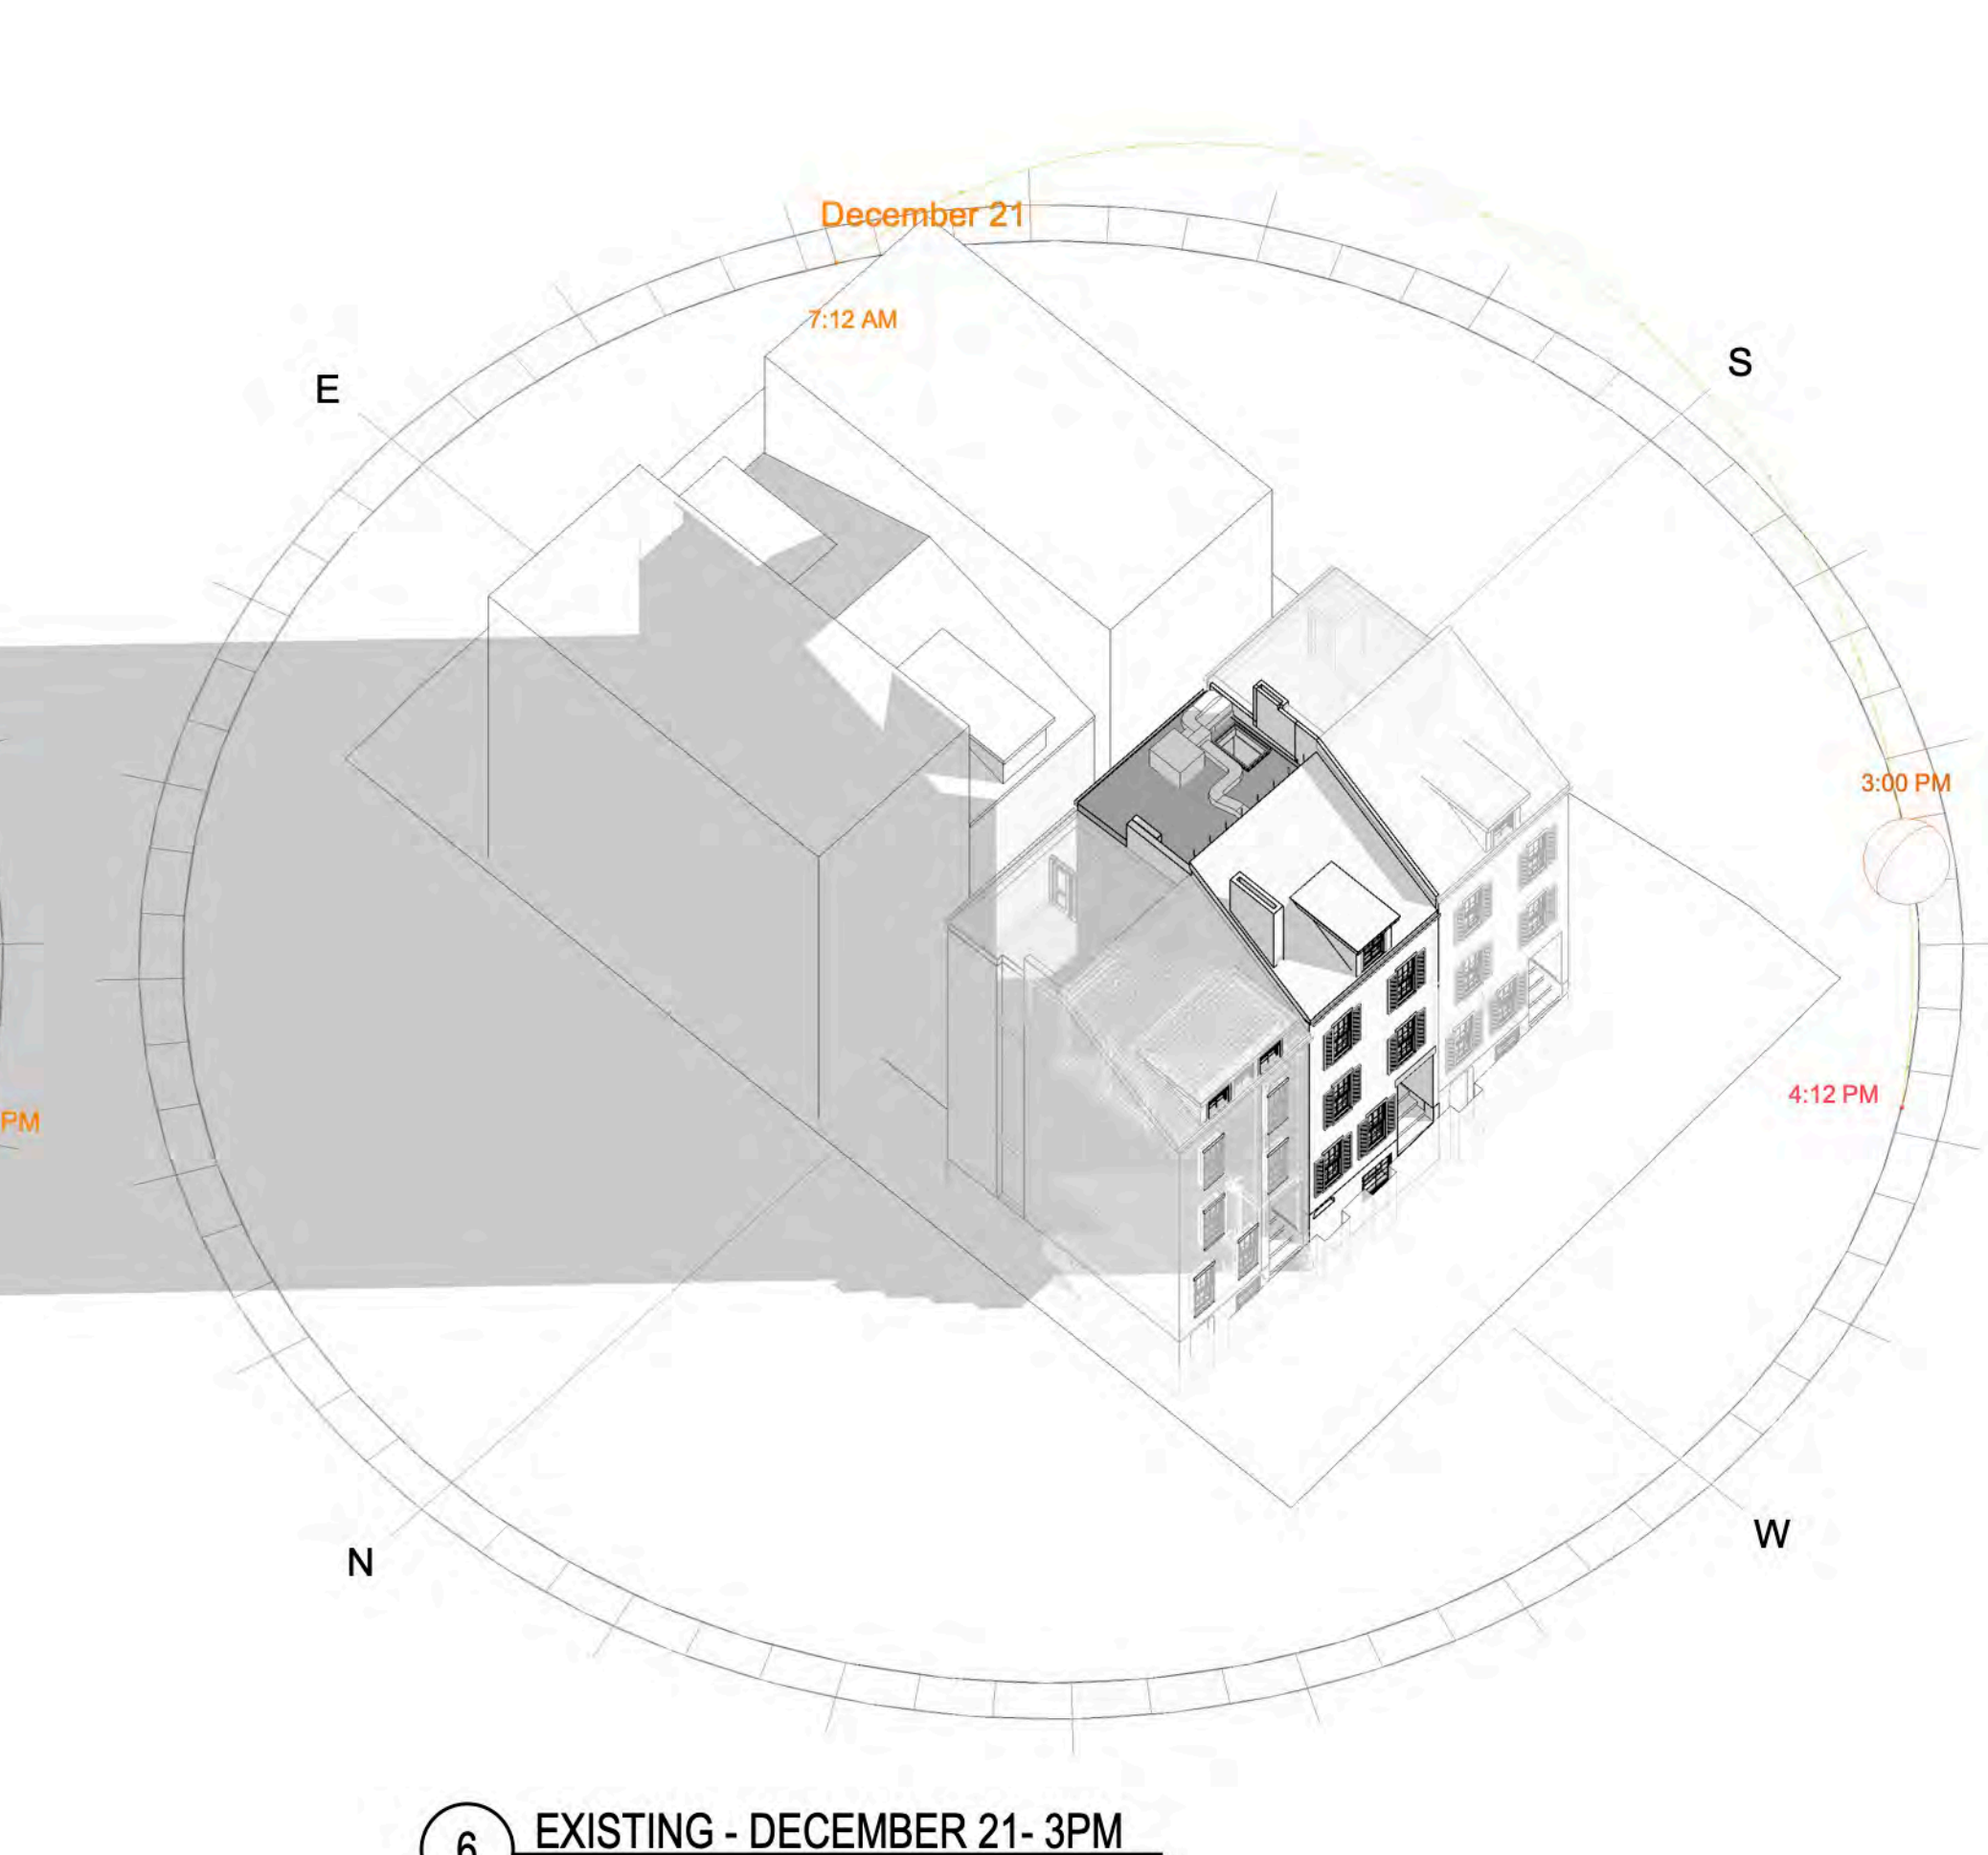 December 21
7:12 AM
E
S
3:00 PM
4:12 PM
PM
W
N
6
EXISTING - DECEMBER 21- 3PM